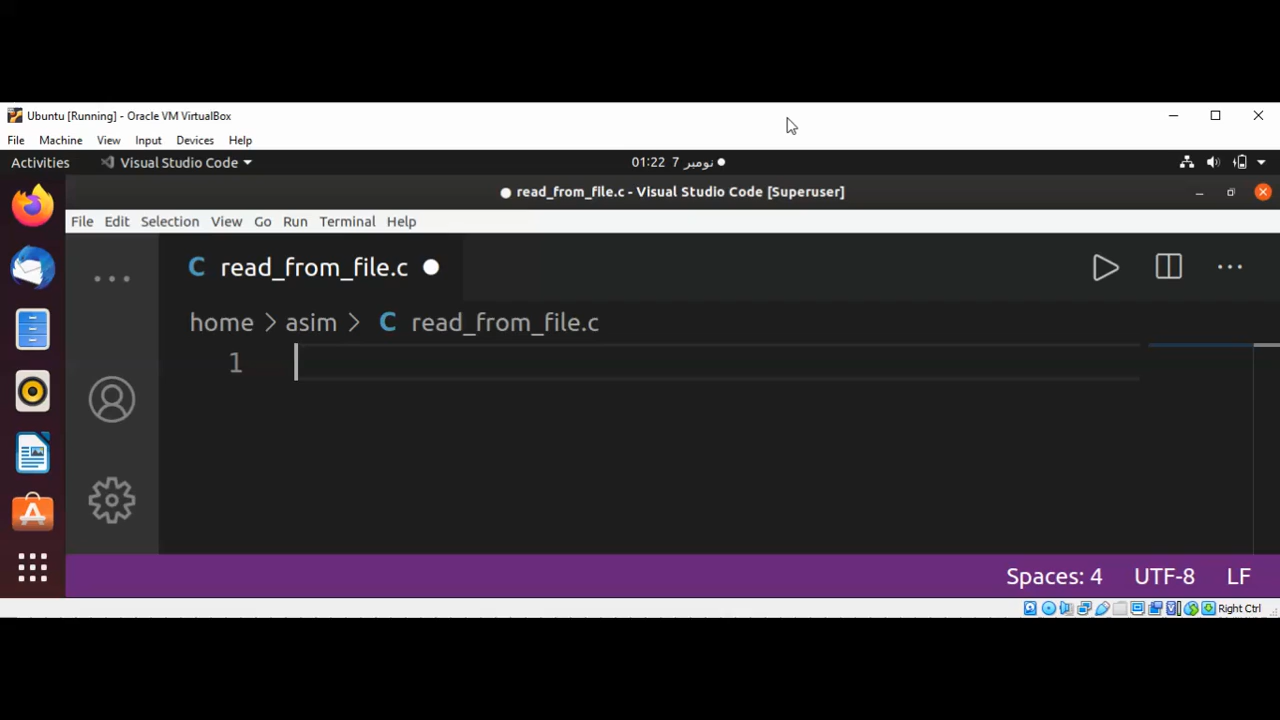 Ubuntu [Running] - Oracle VM VirtualBox
File Machine View Input Devices Help
Activities Visual Studio Code 01:22 7 نومبر
read_from_file.c - Visual Studio Code [Superuser]
File Edit Selection View Go Run Terminal Help
C read_from_file.c
home > asim > C read_from_file.c
1
Spaces: 4 UTF-8 LF
Right Ctrl